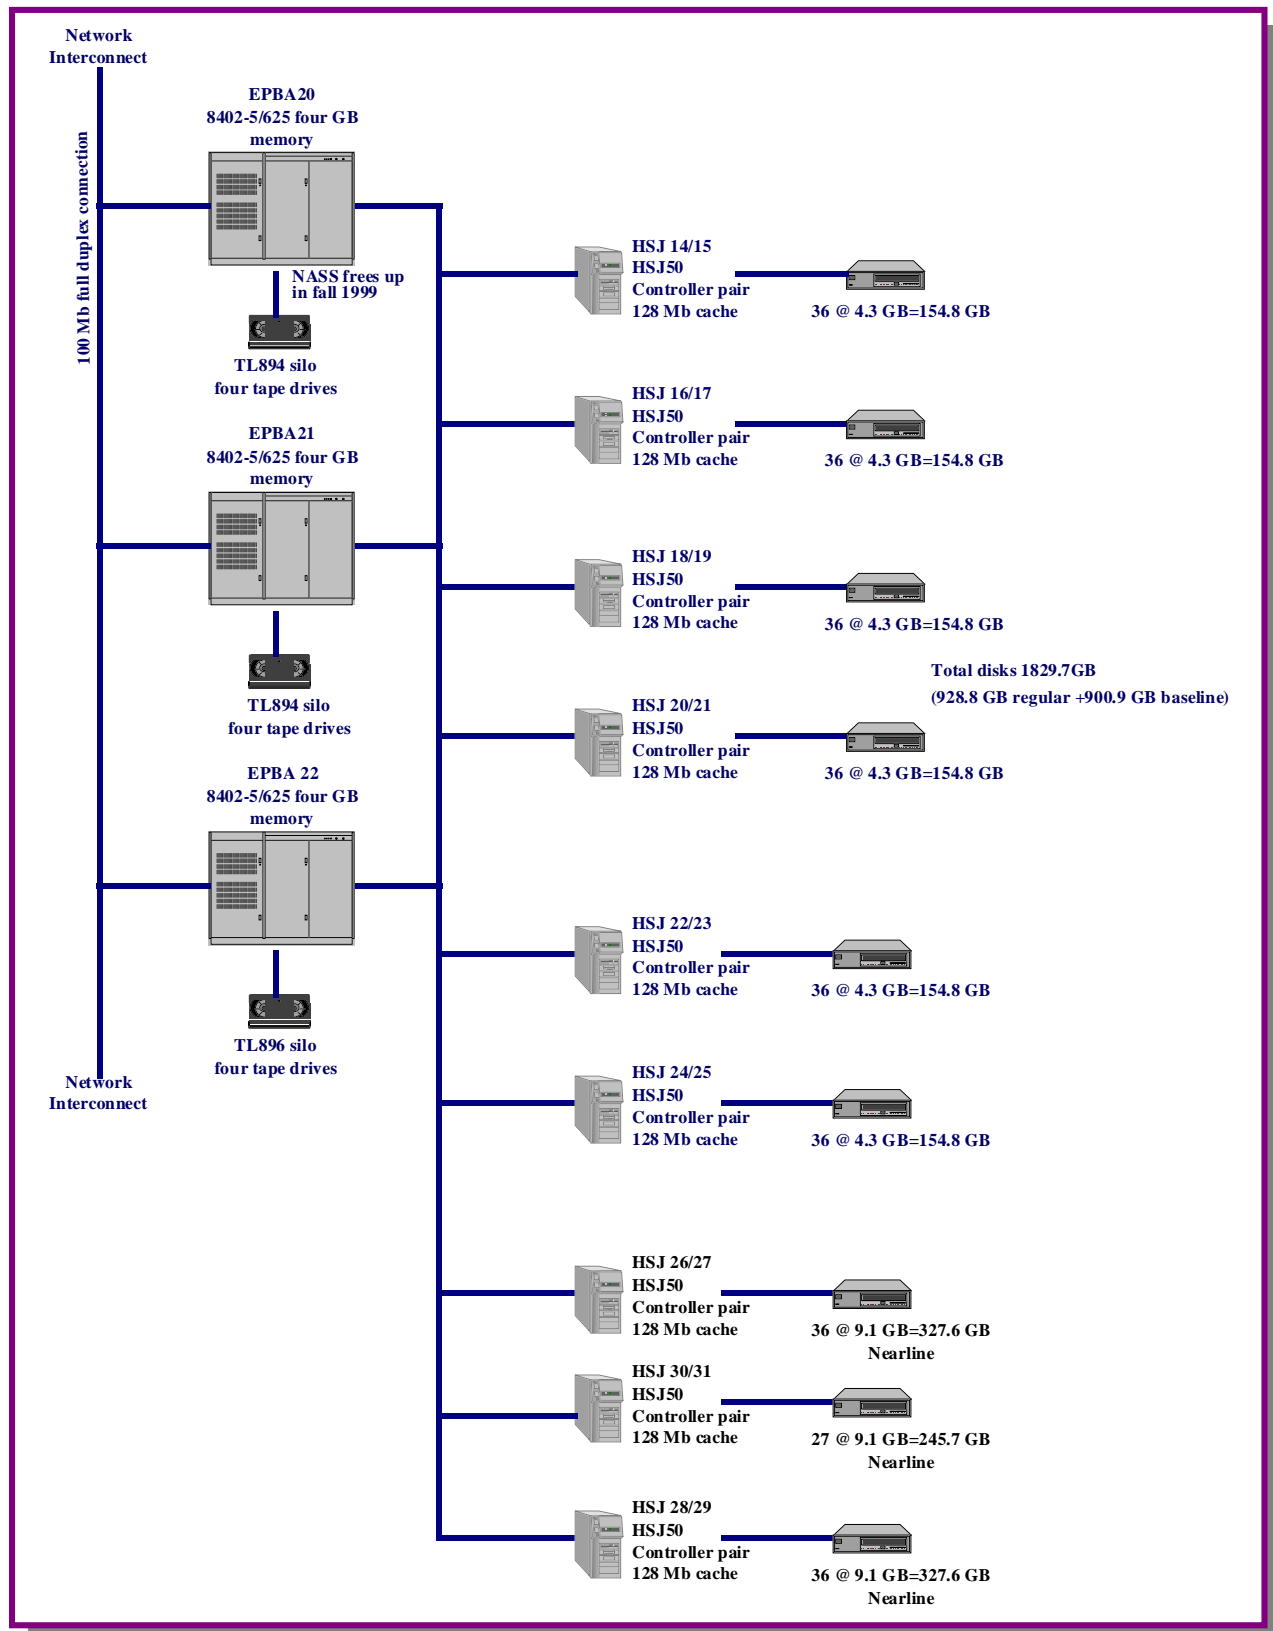 Network
Interconnect
EPBA20
8402-5/625 four GB
memory
100 Mb full duplex connection
NASS frees up
in fall 1999
TL894 silo
four tape drives
EPBA21
8402-5/625 four GB
memory
TL894 silo
four tape drives
EPBA 22
8402-5/625 four GB
memory
TL896 silo
four tape drives
Network
Interconnect
HSJ 14/15
HSJ50
Controller pair
128 Mb cache
36 @ 4.3 GB=154.8 GB
HSJ 16/17
HSJ50
Controller pair
128 Mb cache
36 @ 4.3 GB=154.8 GB
HSJ 18/19
HSJ50
Controller pair
128 Mb cache
36 @ 4.3 GB=154.8 GB
Total disks 1829.7GB
(928.8 GB regular +900.9 GB baseline)
HSJ 20/21
HSJ50
Controller pair
128 Mb cache
36 @ 4.3 GB=154.8 GB
HSJ 22/23
HSJ50
Controller pair
128 Mb cache
36 @ 4.3 GB=154.8 GB
HSJ 24/25
HSJ50
Controller pair
128 Mb cache
36 @ 4.3 GB=154.8 GB
HSJ 26/27
HSJ50
Controller pair
128 Mb cache
36 @ 9.1 GB=327.6 GB
Nearline
HSJ 30/31
HSJ50
Controller pair
128 Mb cache
27 @ 9.1 GB=245.7 GB
Nearline
HSJ 28/29
HSJ50
Controller pair
128 Mb cache
36 @ 9.1 GB=327.6 GB
Nearline